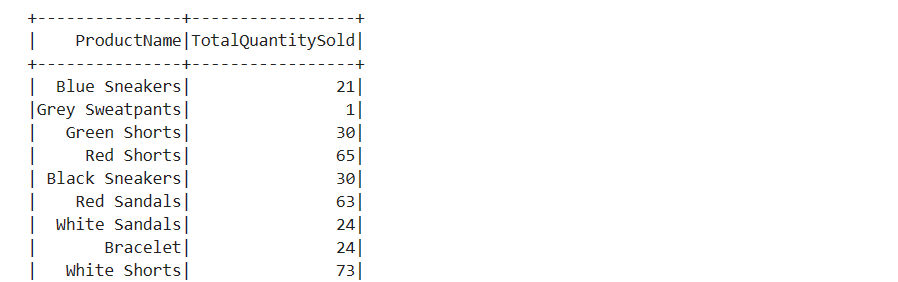 +---------------+-----------------+
|    ProductName|TotalQuantitySold|
+---------------+-----------------+
|  Blue Sneakers|               21|
|Grey Sweatpants|                1|
|   Green Shorts|               30|
|     Red Shorts|               65|
| Black Sneakers|               30|
|    Red Sandals|               63|
|  White Sandals|               24|
|       Bracelet|               24|
|   White Shorts|               73|